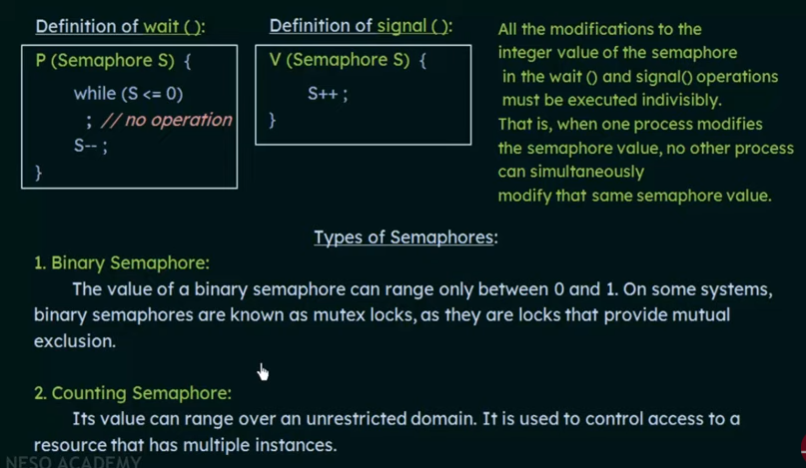 Definition of wait ():
P (Semaphore S) {
while (S <= 0)
; // no operation
S-- ;
}
Definition of signal ( ):
V (Semaphore S) {
S++ ;
}
All the modifications to the
integer value of the semaphore
in the wait () and signal() operations
must be executed indivisibly.
That is, when one process modifies
the semaphore value, no other process
can simultaneously
modify that same semaphore value.
Types of Semaphores:
1. Binary Semaphore:
The value of a binary semaphore can range only between 0 and 1. On some systems,
binary semaphores are known as mutex locks, as they are locks that provide mutual
exclusion.
2. Counting Semaphore:
Its value can range over an unrestricted domain. It is used to control access to a
resource that has multiple instances.
NESO ACADEMY